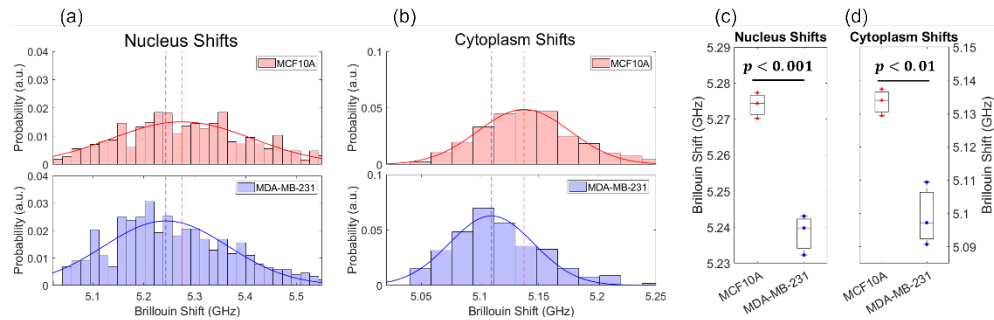 (a)
Nucleus Shifts
Probability (a.u.)
0.04
0.03
0.02
0.01
0
MCF10A
Probability (a.u.)
0.04
0.03
0.02
0.01
0
MDA-MB-231
5.1
5.2
5.3
5.4
5.5
Brillouin Shift (GHz)
(b)
Cytoplasm Shifts
Probability (a.u.)
0.1
0.05
0
MCF10A
Probability (a.u.)
0.1
0.05
0
MDA-MB-231
5.05
5.1
5.15
5.2
5.25
Brillouin Shift (GHz)
(c)
Nucleus Shifts
p < 0.001
Brillouin Shift (GHz)
5.29
5.28
5.27
5.26
5.25
5.24
5.23
MCF10A
MDA-MB-231
(d)
Cytoplasm Shifts
p < 0.01
5.15
5.14
5.13
5.12
5.11
5.1
5.09
Brillouin Shift (GHz)
MCF10A
MDA-MB-231